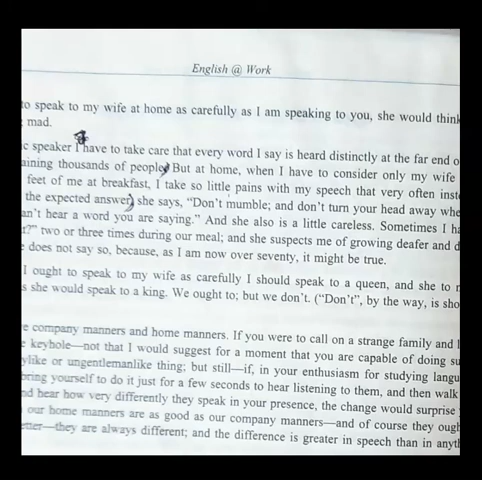 English @ Work
to speak to my wife at home as carefully as I am speaking to you, she would think
mad.
speaker I have to take care that every word I say is heard distinctly at the far end o
aining thousands of people. But at home, when I have to consider only my wife
feet of me at breakfast, I take so little pains with my speech that very often inste
the expected answer, she says, “Don't mumble; and don't turn your head away whe
an't hear a word you are saying.” And she also is a little careless. Sometimes I ha
t?” two or three times during our meal; and she suspects me of growing deafer and d
does not say so, because, as I am now over seventy, it might be true.
I ought to speak to my wife as carefully I should speak to a queen, and she to
s she would speak to a king. We ought to; but we don't. (“Don't”, by the way, is sho
e company manners and home manners. If you were to call on a strange family and l
e keyhole—not that I would suggest for a moment that you are capable of doing su
ylike or ungentlemanlike thing; but still—if, in your enthusiasm for studying langu
bring yourself to do it just for a few seconds to hear listening to them, and then walk
nd hear how very differently they speak in your presence, the change would surprise
our home manners are as good as our company manners—and of course they ough
etter—they are always different; and the difference is greater in speech than in anyt